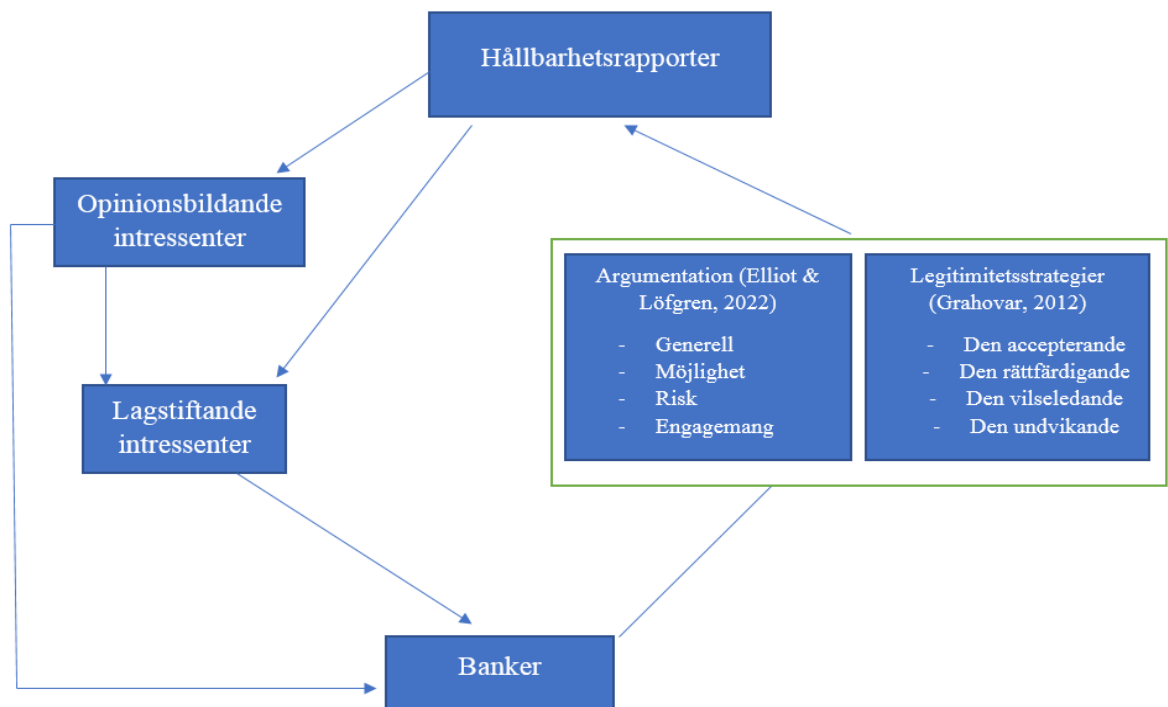 Hållbarhetsrapporter
Opinionsbildande
intressenter
Argumentation (Elliot &
Löfgren, 2022)
- Generell
- Möjlighet
- Risk
- Engagemang
Legitimitetsstrategier
(Grahovar, 2012)
- Den accepterande
- Den rättfärdigande
- Den vilseledande
- Den undvikande
Lagstiftande
intressenter
Banker